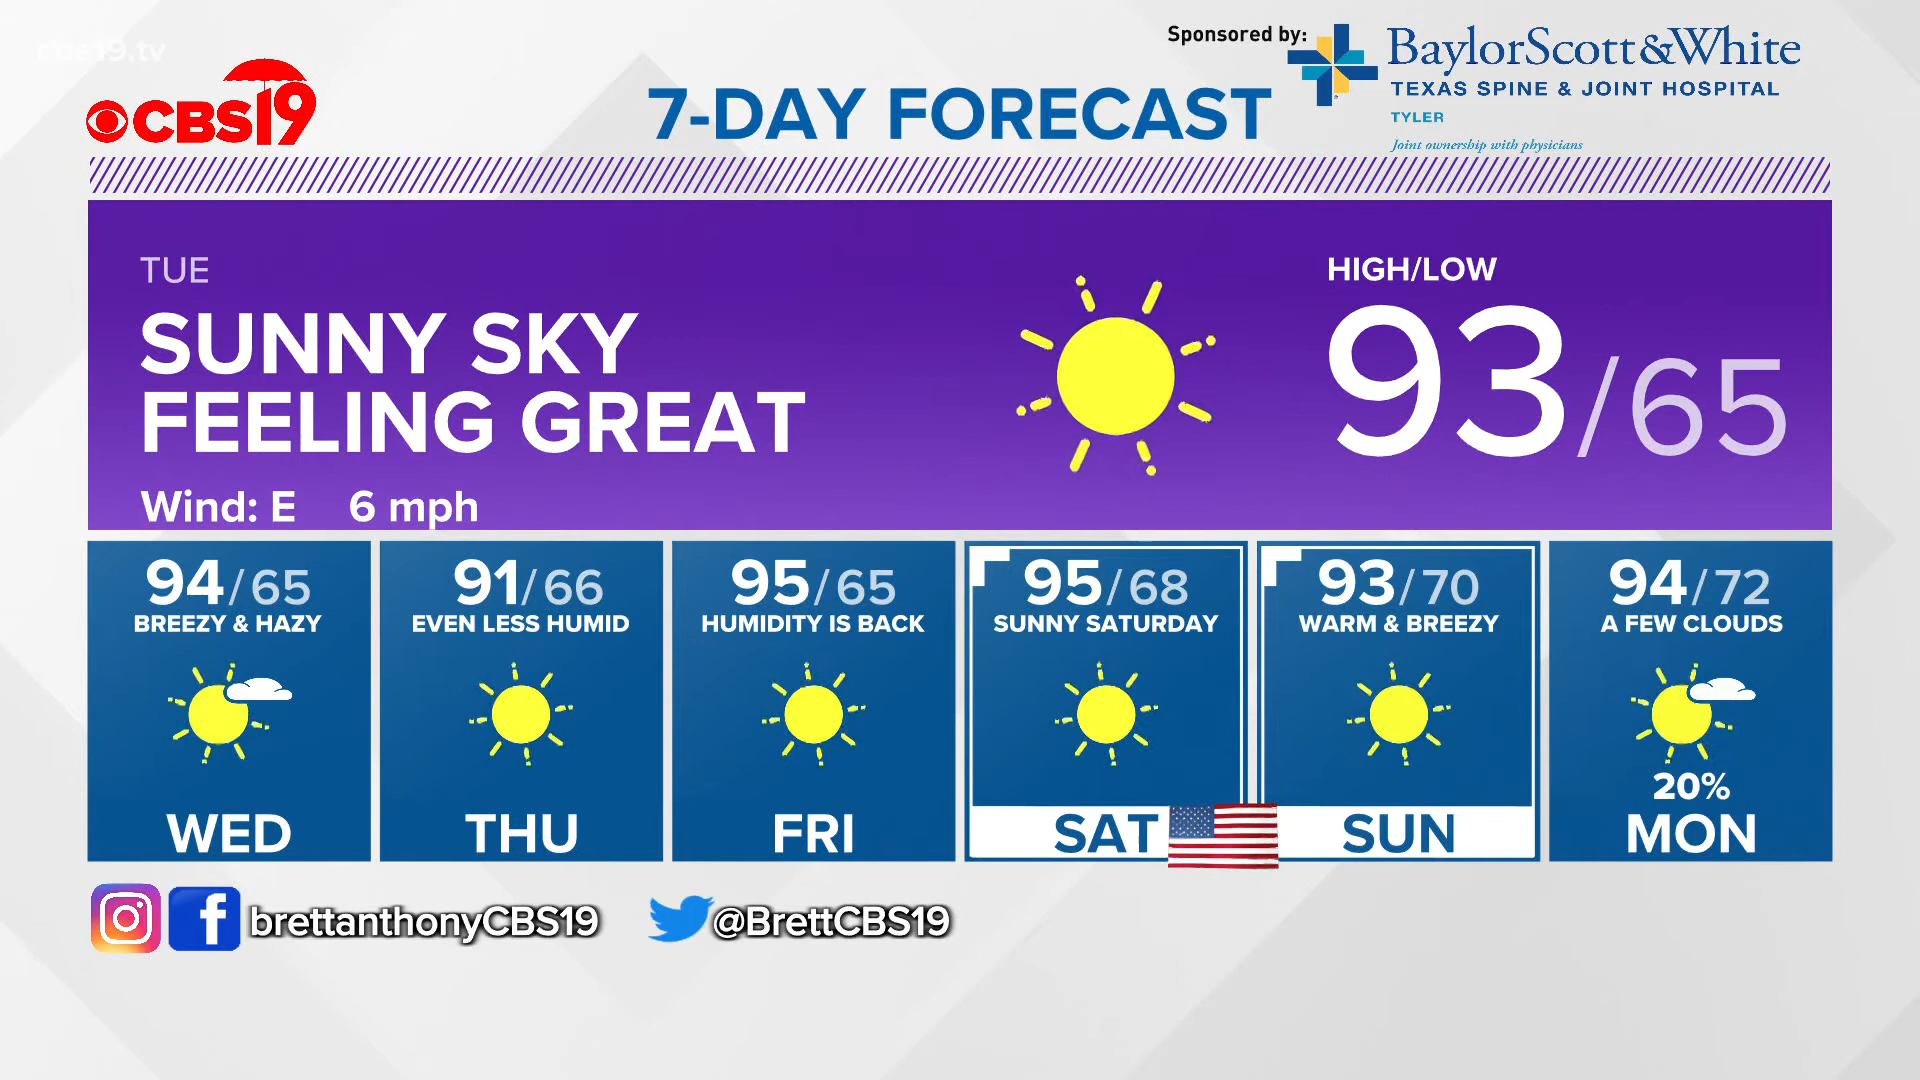 cbs19.tv
CBS19
7-DAY FORECAST
Sponsored by:
BaylorScott&White
TEXAS SPINE & JOINT HOSPITAL
TYLER
Joint ownership with physicians
TUE
SUNNY SKY
FEELING GREAT
Wind: E 6 mph
HIGH/LOW
93/65
94/65
BREEZY & HAZY
WED
91/66
EVEN LESS HUMID
THU
95/65
HUMIDITY IS BACK
FRI
95/68
SUNNY SATURDAY
SAT
93/70
WARM & BREEZY
SUN
94/72
A FEW CLOUDS
20%
MON
brettanthonyCBS19
@BrettCBS19